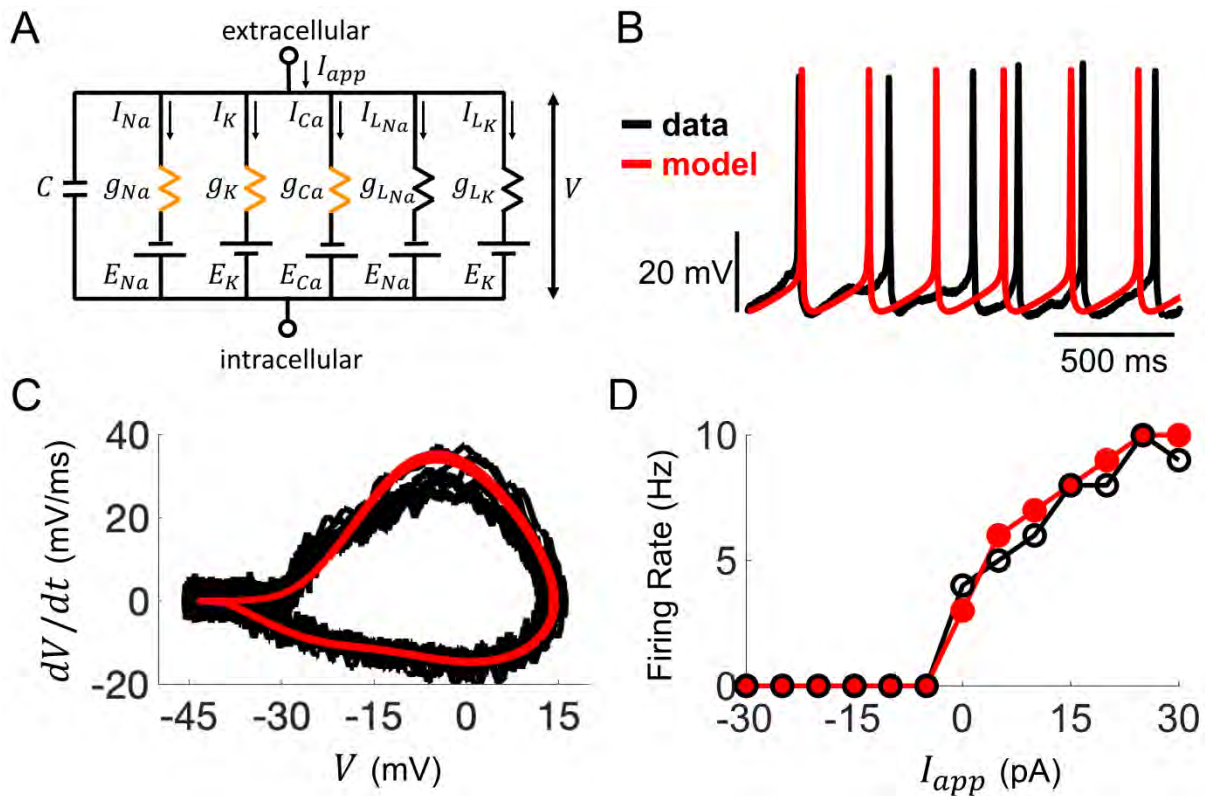 A
extracellular
I_app
I_Na I_K I_Ca I_L_Na I_L_K
C g_Na g_K g_Ca g_L_Na g_L_K V
E_Na E_K E_Ca E_Na E_K
intracellular
B
data
model
20 mV
500 ms
C
40
20
0
-20
dV/dt (mV/ms)
-45 -30 -15 0 15
V (mV)
D
10
5
0
Firing Rate (Hz)
-30 -15 0 15 30
I_app (pA)